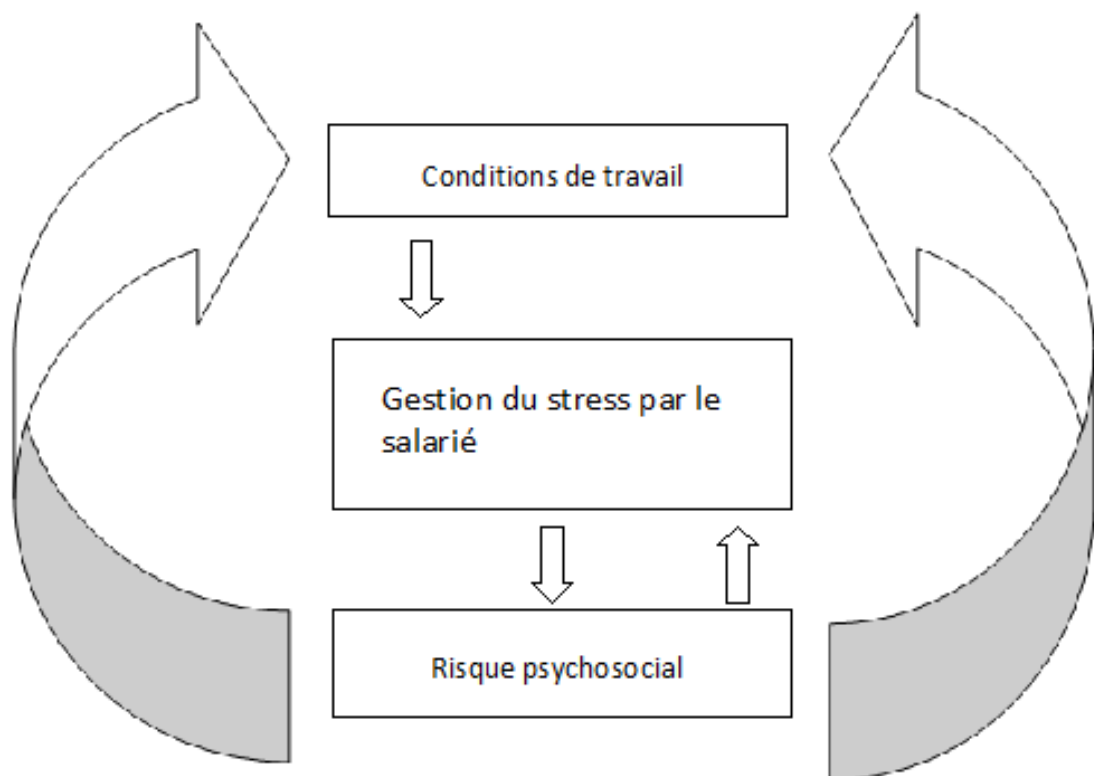 Conditions de travail
Gestion du stress par le
salarié
Risque psychosocial